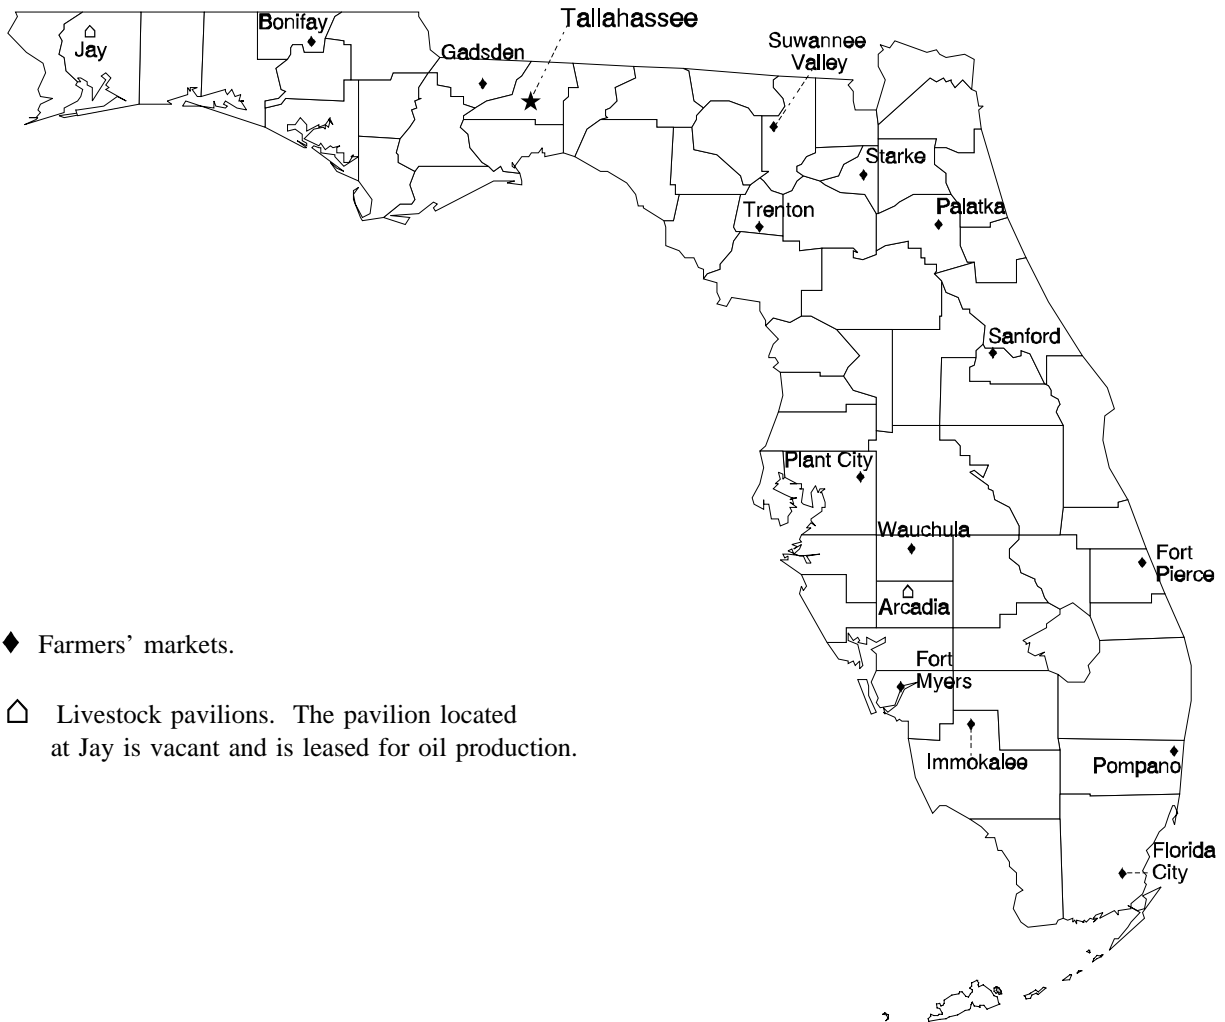 Tallahassee
Bonifay
Jay
Gadsden
Suwannee
Valley
Starke
Trenton
Palatka
Sanford
Plant City
Wauchula
Fort
Pierce
Arcadia
◆ Farmers’ markets.
Fort
Myers
Livestock pavilions. The pavilion located
at Jay is vacant and is leased for oil production.
Immokalee
Pompano
Florida
City